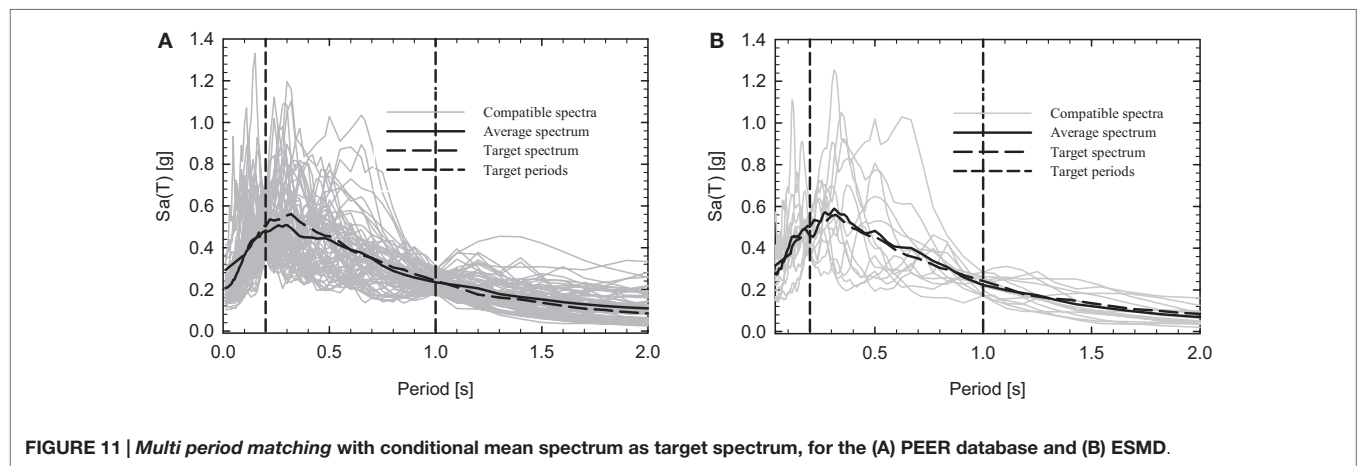 A
1.4
1.2
1.0
0.8
0.6
0.4
0.2
0.0
Sa(T) [g]
Compatible spectra
Average spectrum
Target spectrum
Target periods
0.0 0.5 1.0 1.5 2.0
Period [s]
B
1.4
1.2
1.0
0.8
0.6
0.4
0.2
0.0
Sa(T) [g]
Compatible spectra
Average spectrum
Target spectrum
Target periods
0.5 1.0 1.5 2.0
Period [s]
FIGURE 11 | Multi period matching with conditional mean spectrum as target spectrum, for the (A) PEER database and (B) ESMD.